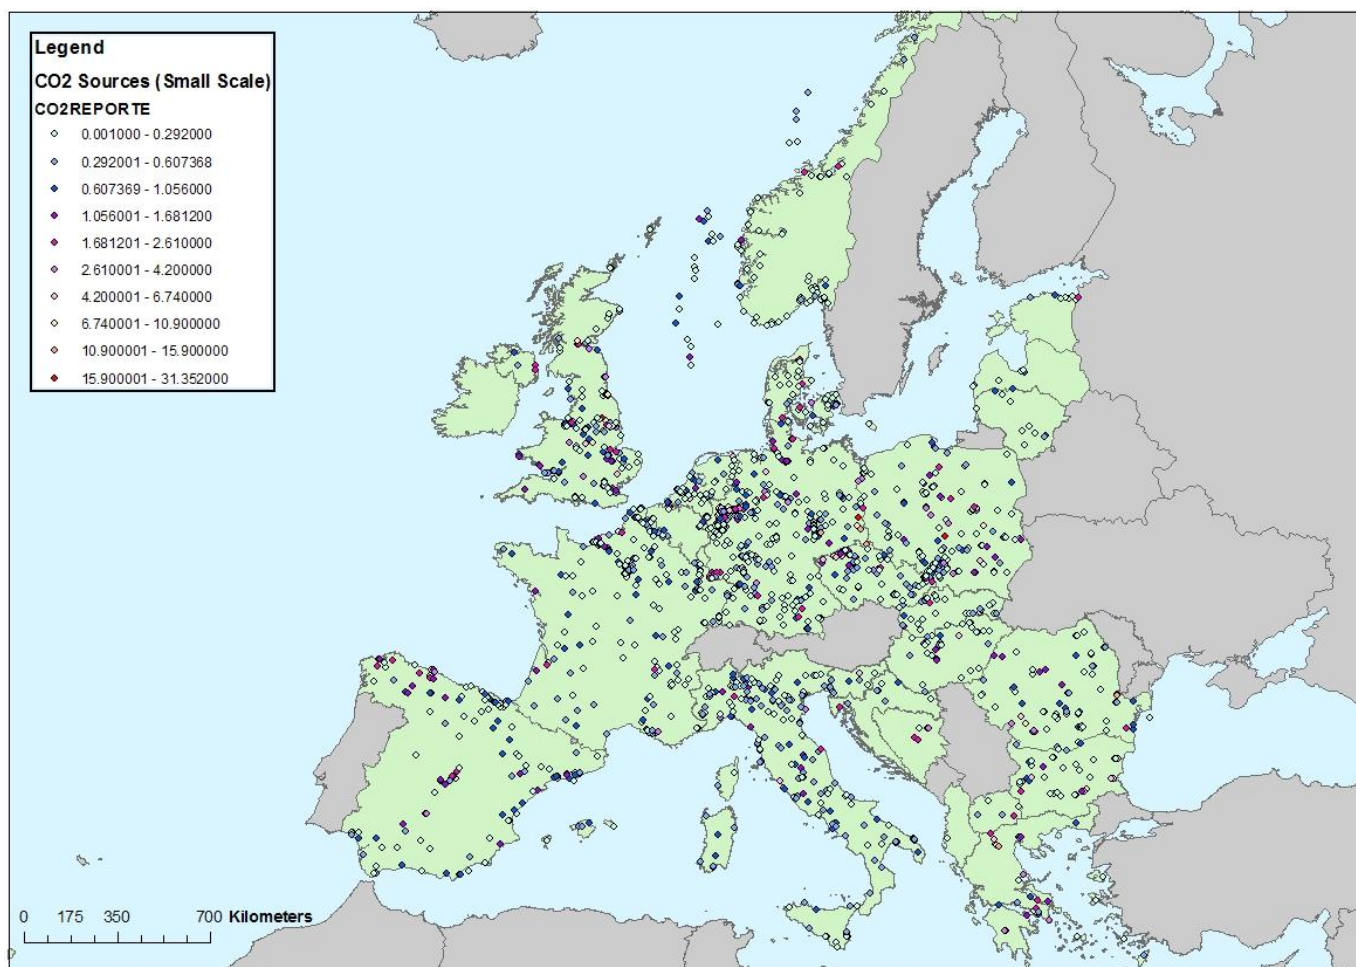 Legend
CO2 Sources (Small Scale)
CO2REPORTE
0.001000 - 0.292000
0.292001 - 0.607368
0.607369 - 1.056000
1.056001 - 1.681200
1.681201 - 2.610000
2.610001 - 4.200000
4.200001 - 6.740000
6.740001 - 10.900000
10.900001 - 15.900000
15.900001 - 31.352000
0 175 350 700 Kilometers